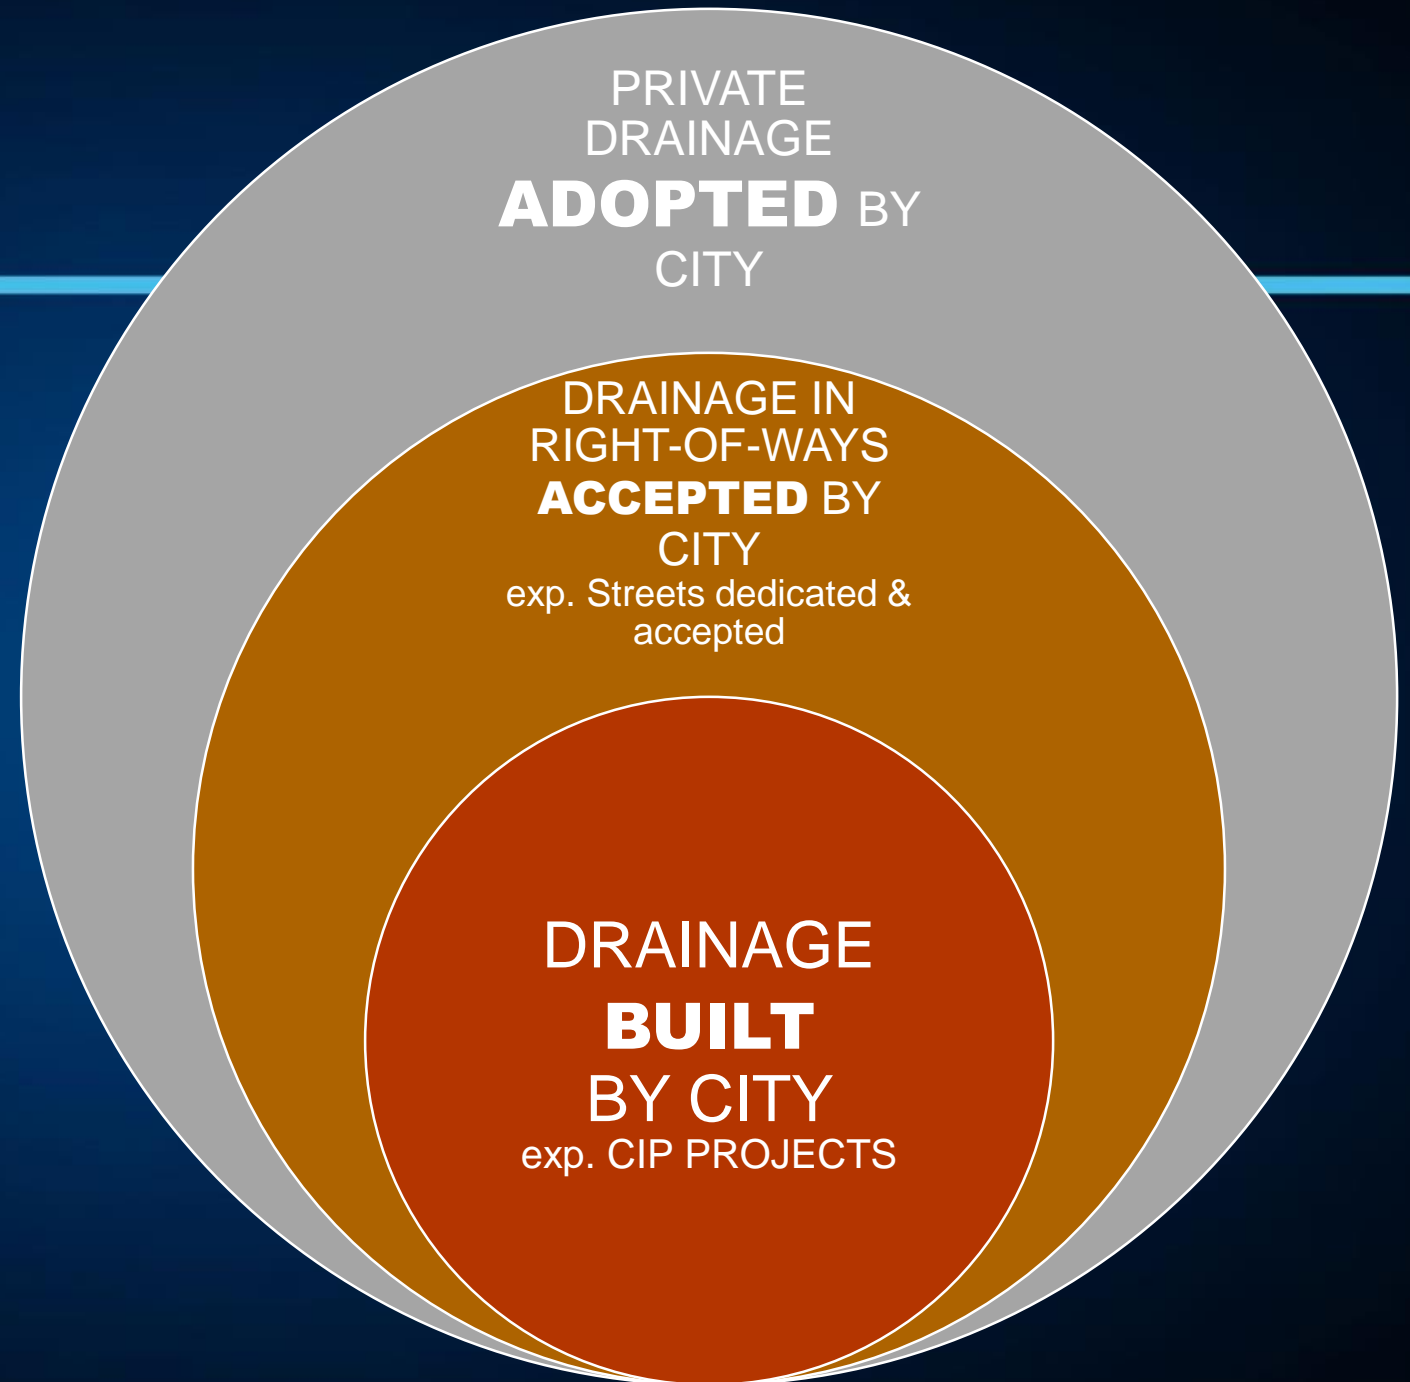 PRIVATE
DRAINAGE
ADOPTED BY
CITY
DRAINAGE IN
RIGHT-OF-WAYS
ACCEPTED BY
CITY
exp. Streets dedicated &
accepted
DRAINAGE
BUILT
BY CITY
exp. CIP PROJECTS